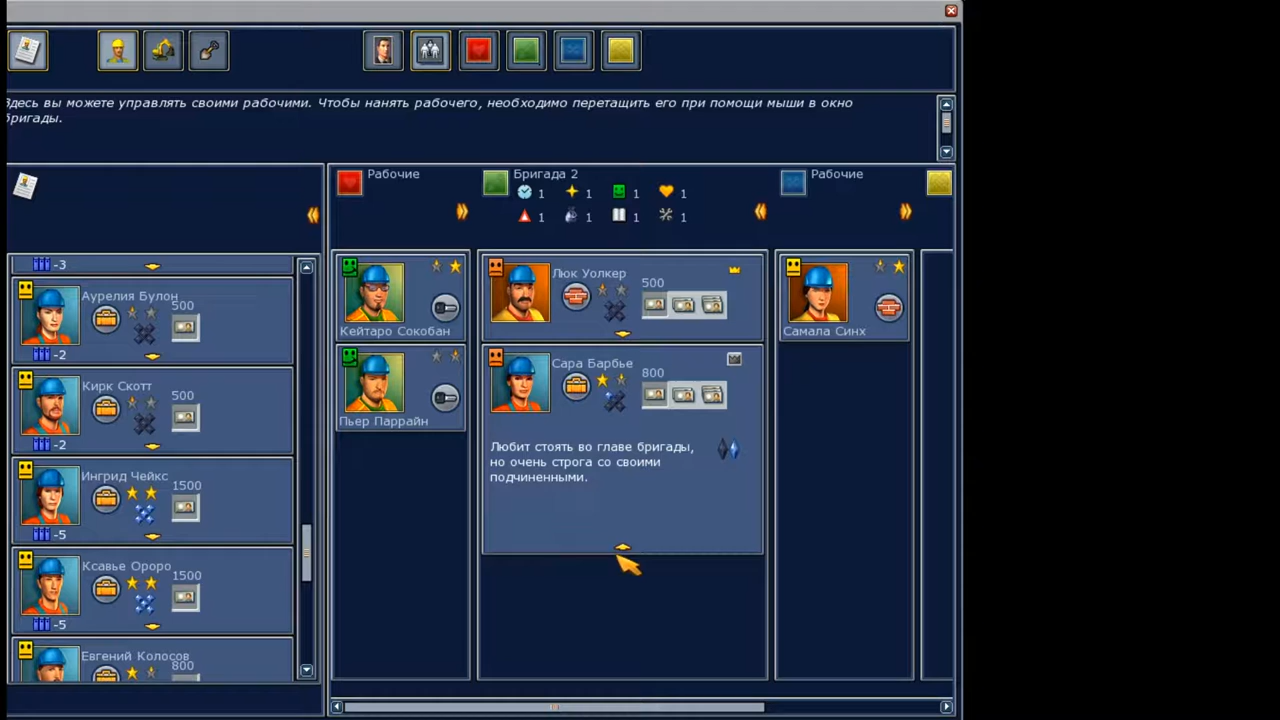 Здесь вы можете управлять своими рабочими. Чтобы нанять рабочего, необходимо перетащить его при помощи мыши в окно
бригады.
Рабочие
Бригада 2
1 1 1 1
1 1 1 1
Рабочие
-3
Аурелия Булон
500
-2
Кирк Скотт
500
-2
Ингрид Чейкс
1500
-5
Ксавье Ороро
1500
-5
Евгений Колосов
800
Кейтаро Сокобан
Пьер Паррайн
Люк Уолкер
500
Сара Барбье
800
Любит стоять во главе бригады,
но очень строга со своими
подчиненными.
Самала Синх